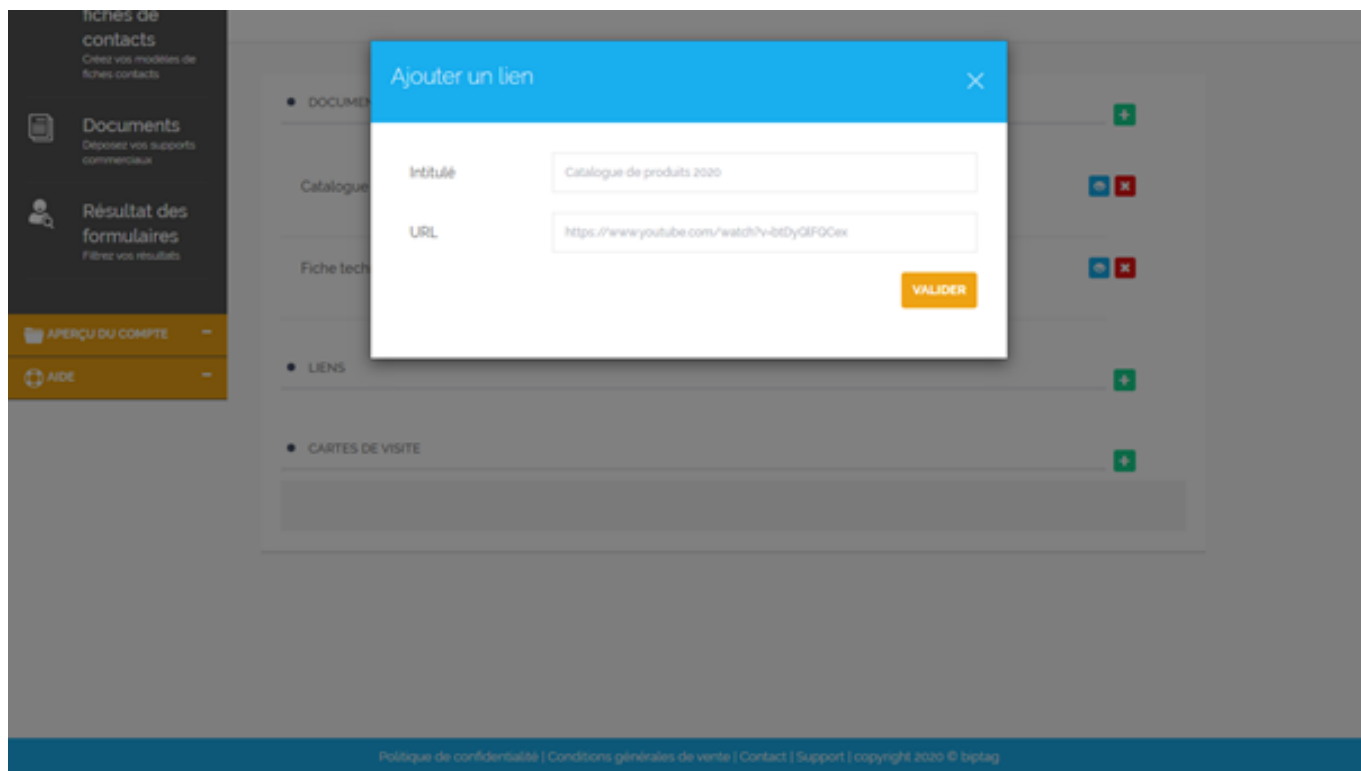 fiches de
contacts
Créez vos modèles de
fiches contacts
Documents
Déposez vos supports
commerciaux
Résultat des
formulaires
Filtrez vos résultats
APERÇU DU COMPTE
AIDE
Ajouter un lien
Intitulé
Catalogue de produits 2020
URL
VALIDER
Catalogue
Fiche tech
LIENS
CARTES DE VISITE
Politique de confidentialité | Conditions générales de vente | Contact | Support | copyright 2020 © biptag